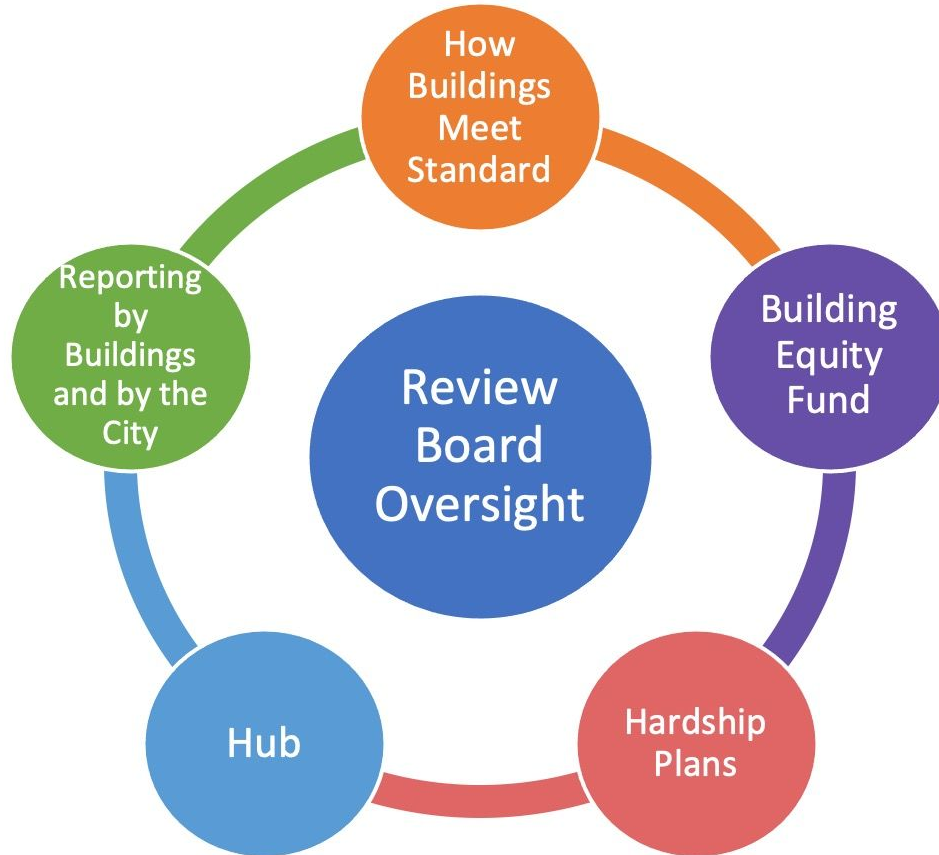 How
Buildings
Meet
Standard
Building
Equity
Fund
Hardship
Plans
Hub
Reporting
by
Buildings
and by the
City
Review
Board
Oversight